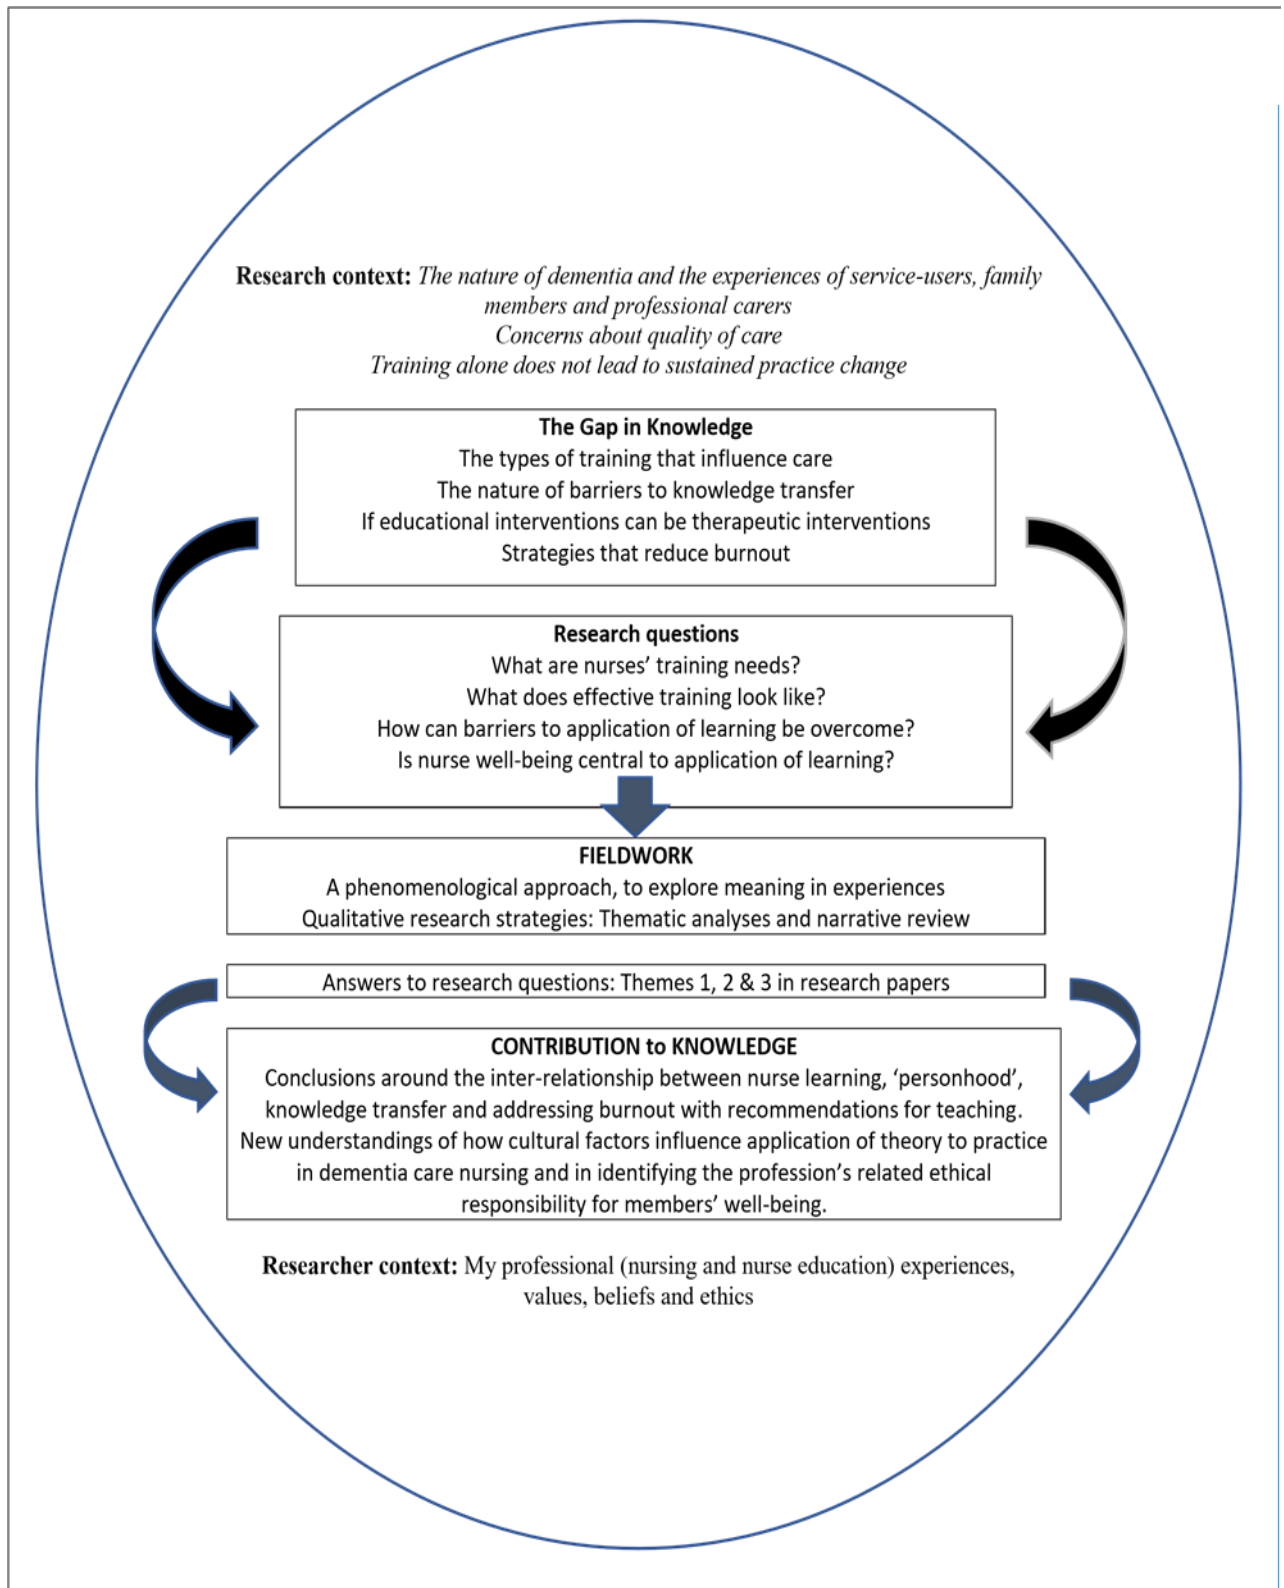 Research context: The nature of dementia and the experiences of service-users, family
members and professional carers
Concerns about quality of care
Training alone does not lead to sustained practice change
The Gap in Knowledge
The types of training that influence care
The nature of barriers to knowledge transfer
If educational interventions can be therapeutic interventions
Strategies that reduce burnout
Research questions
What are nurses’ training needs?
What does effective training look like?
How can barriers to application of learning be overcome?
Is nurse well-being central to application of learning?
FIELDWORK
A phenomenological approach, to explore meaning in experiences
Qualitative research strategies: Thematic analyses and narrative review
Answers to research questions: Themes 1, 2 & 3 in research papers
CONTRIBUTION to KNOWLEDGE
Conclusions around the inter-relationship between nurse learning, ‘personhood’,
knowledge transfer and addressing burnout with recommendations for teaching.
New understandings of how cultural factors influence application of theory to practice
in dementia care nursing and in identifying the profession’s related ethical
responsibility for members’ well-being.
Researcher context: My professional (nursing and nurse education) experiences,
values, beliefs and ethics